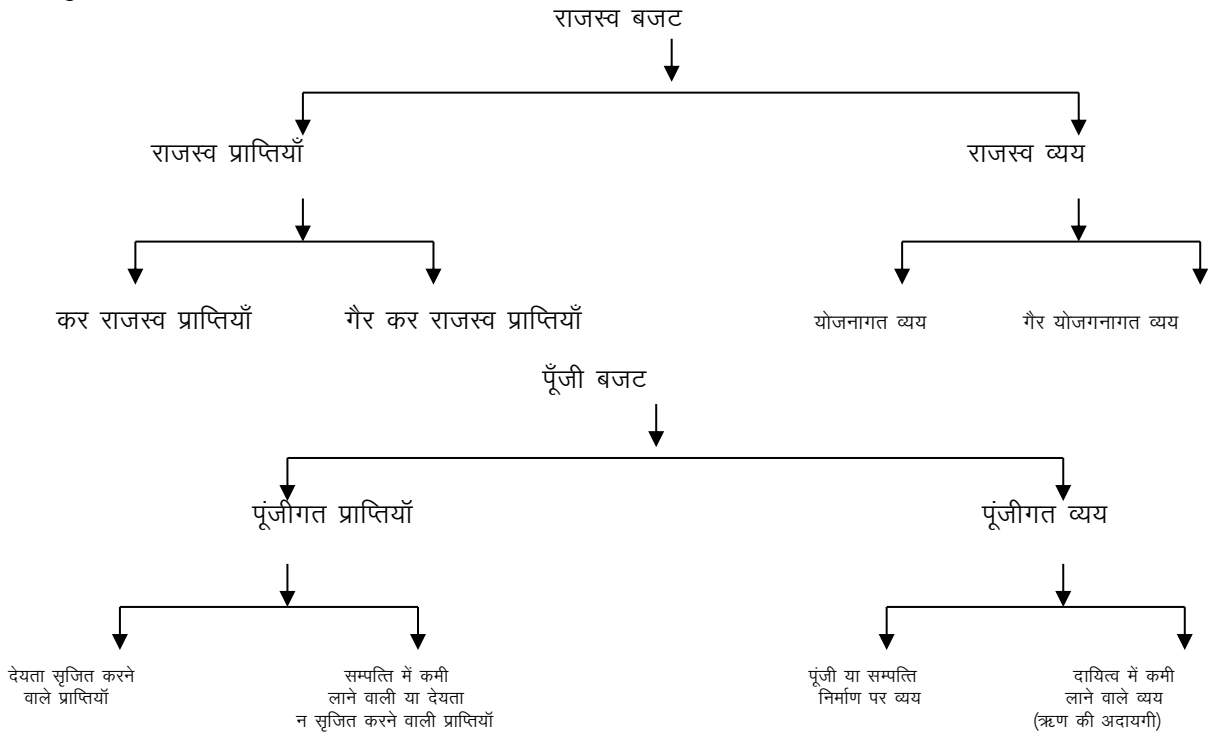 राजस्व बजट
राजस्व प्राप्तियाँ
राजस्व व्यय
कर राजस्व प्राप्तियाँ
गैर कर राजस्व प्राप्तियाँ
योजनागत व्यय
गैर योजगनागत व्यय
पूँजी बजट
पूंजीगत प्राप्तियॉ
पूंजीगत व्यय
देयता सृजित करने
वाले प्राप्तियॉ
सम्पत्ति में कमी
लाने वाली या देयता
न सृजित करने वाली प्राप्तियॉ
पूंजी या सम्पत्ति
निर्माण पर व्यय
दायित्व में कमी
लाने वाले व्यय
(ऋण की अदायगी)